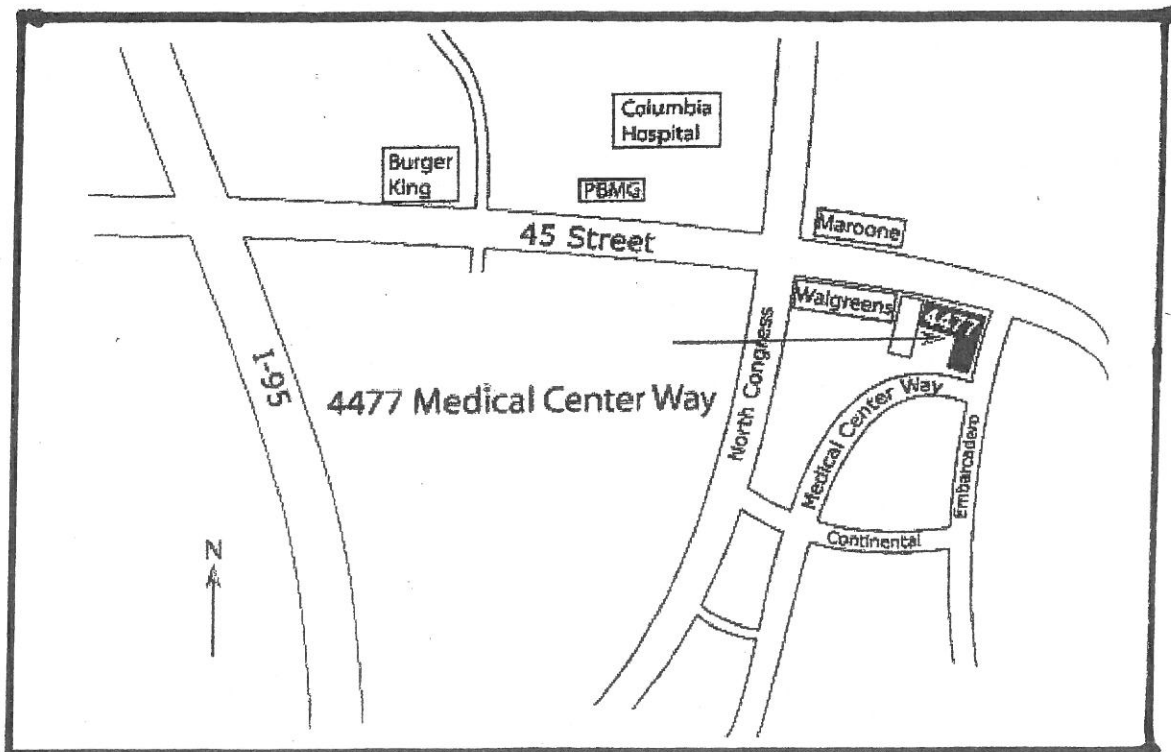 Columbia
Hospital
Burger
King
PBMG
45 Street
Maroone
Walgreens
4477
I-95
4477 Medical Center Way
North Congress
Medical Center Way
Embarcadero
Continental
N